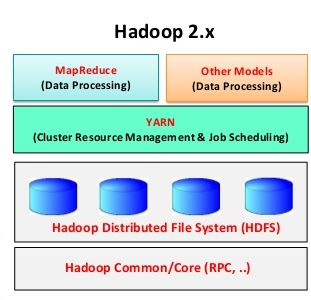 Hadoop 2.x
MapReduce
(Data Processing)
Other Models
(Data Processing)
YARN
(Cluster Resource Management & Job Scheduling)
Hadoop Distributed File System (HDFS)
Hadoop Common/Core (RPC, ..)